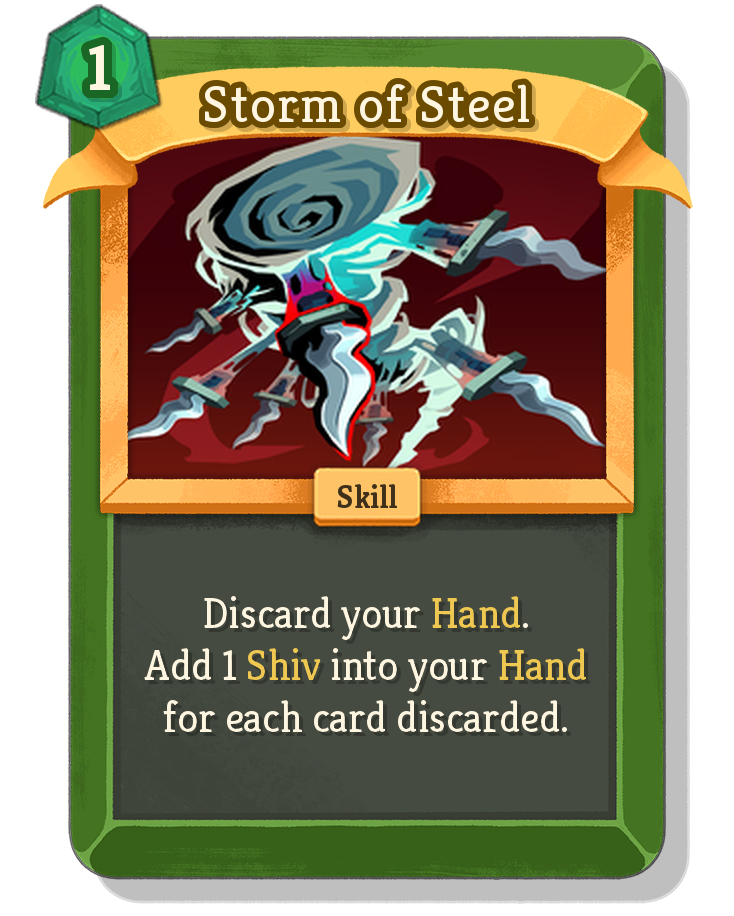 1
Storm of Steel
Skill
Discard your Hand.
Add 1 Shiv into your Hand
for each card discarded.